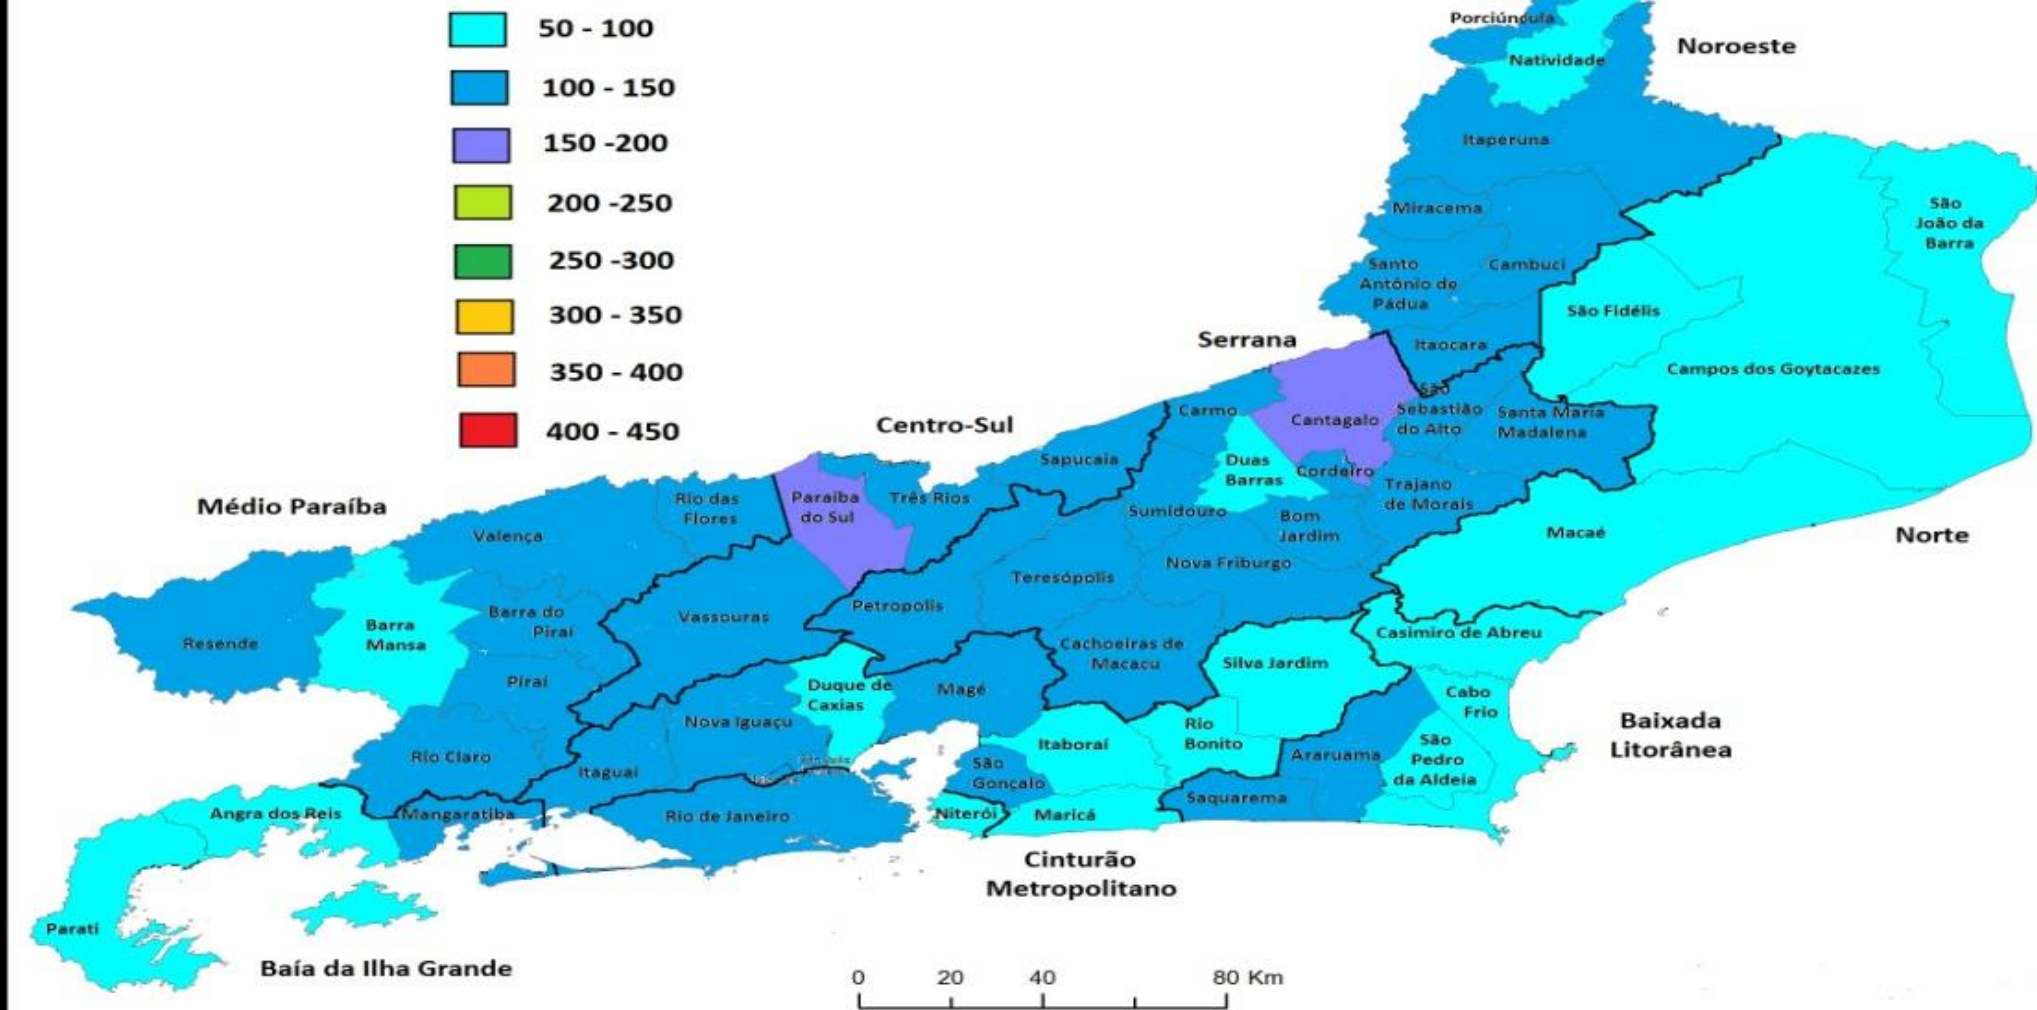 50 - 100
100 - 150
150 -200
200 -250
250 -300
300 - 350
350 - 400
400 - 450
Porciúncula
Natividade
Noroeste
Itaperuna
Miracema
São
João da
Barra
Santo
Antônio de
Pádua
Cambuci
São Fidélis
Serrana
Itaocara
Campos dos Goytacazes
Carmo
Cantagalo
São
Sebastião
do Alto
Santa Maria
Madalena
Centro-Sul
Sapucaia
Duas
Barras
Cordeiro
Trajano
de Morais
Médio Paraíba
Rio das
Flores
Paraíba
do Sul
Três Rios
Sumidouro
Bom
Jardim
Valença
Macaé
Norte
Nova Friburgo
Teresópolis
Petropolis
Vassouras
Barra do
Piraí
Barra
Mansa
Resende
Casimiro de Abreu
Cachoeiras de
Macacu
Silva Jardim
Piraí
Duque de
Caxias
Magé
Cabo
Frio
Nova Iguaçu
Rio
Bonito
Itaboraí
Baixada
Litorânea
São
Pedro
da Aldeia
Araruama
Rio Claro
Itaguaí
São
Gonçalo
Saquarema
Angra dos Reis
Mangaratiba
Rio de Janeiro
Niterói
Maricá
Cinturão
Metropolitano
Parati
Baía da Ilha Grande
0 20 40 80 Km